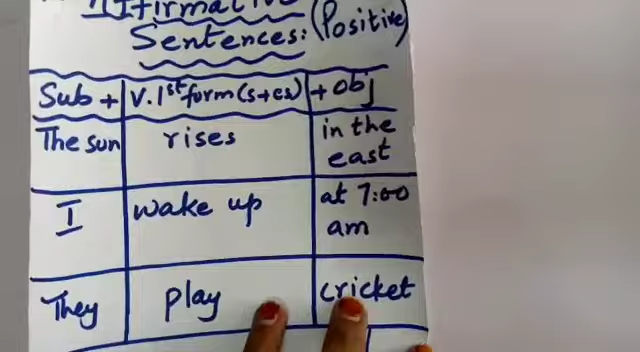 Affirmative
Sentences: (Positive)
Sub + V. 1st form (s+es) + obj
The sun rises in the
east
I wake up at 7:00
am
They play cricket